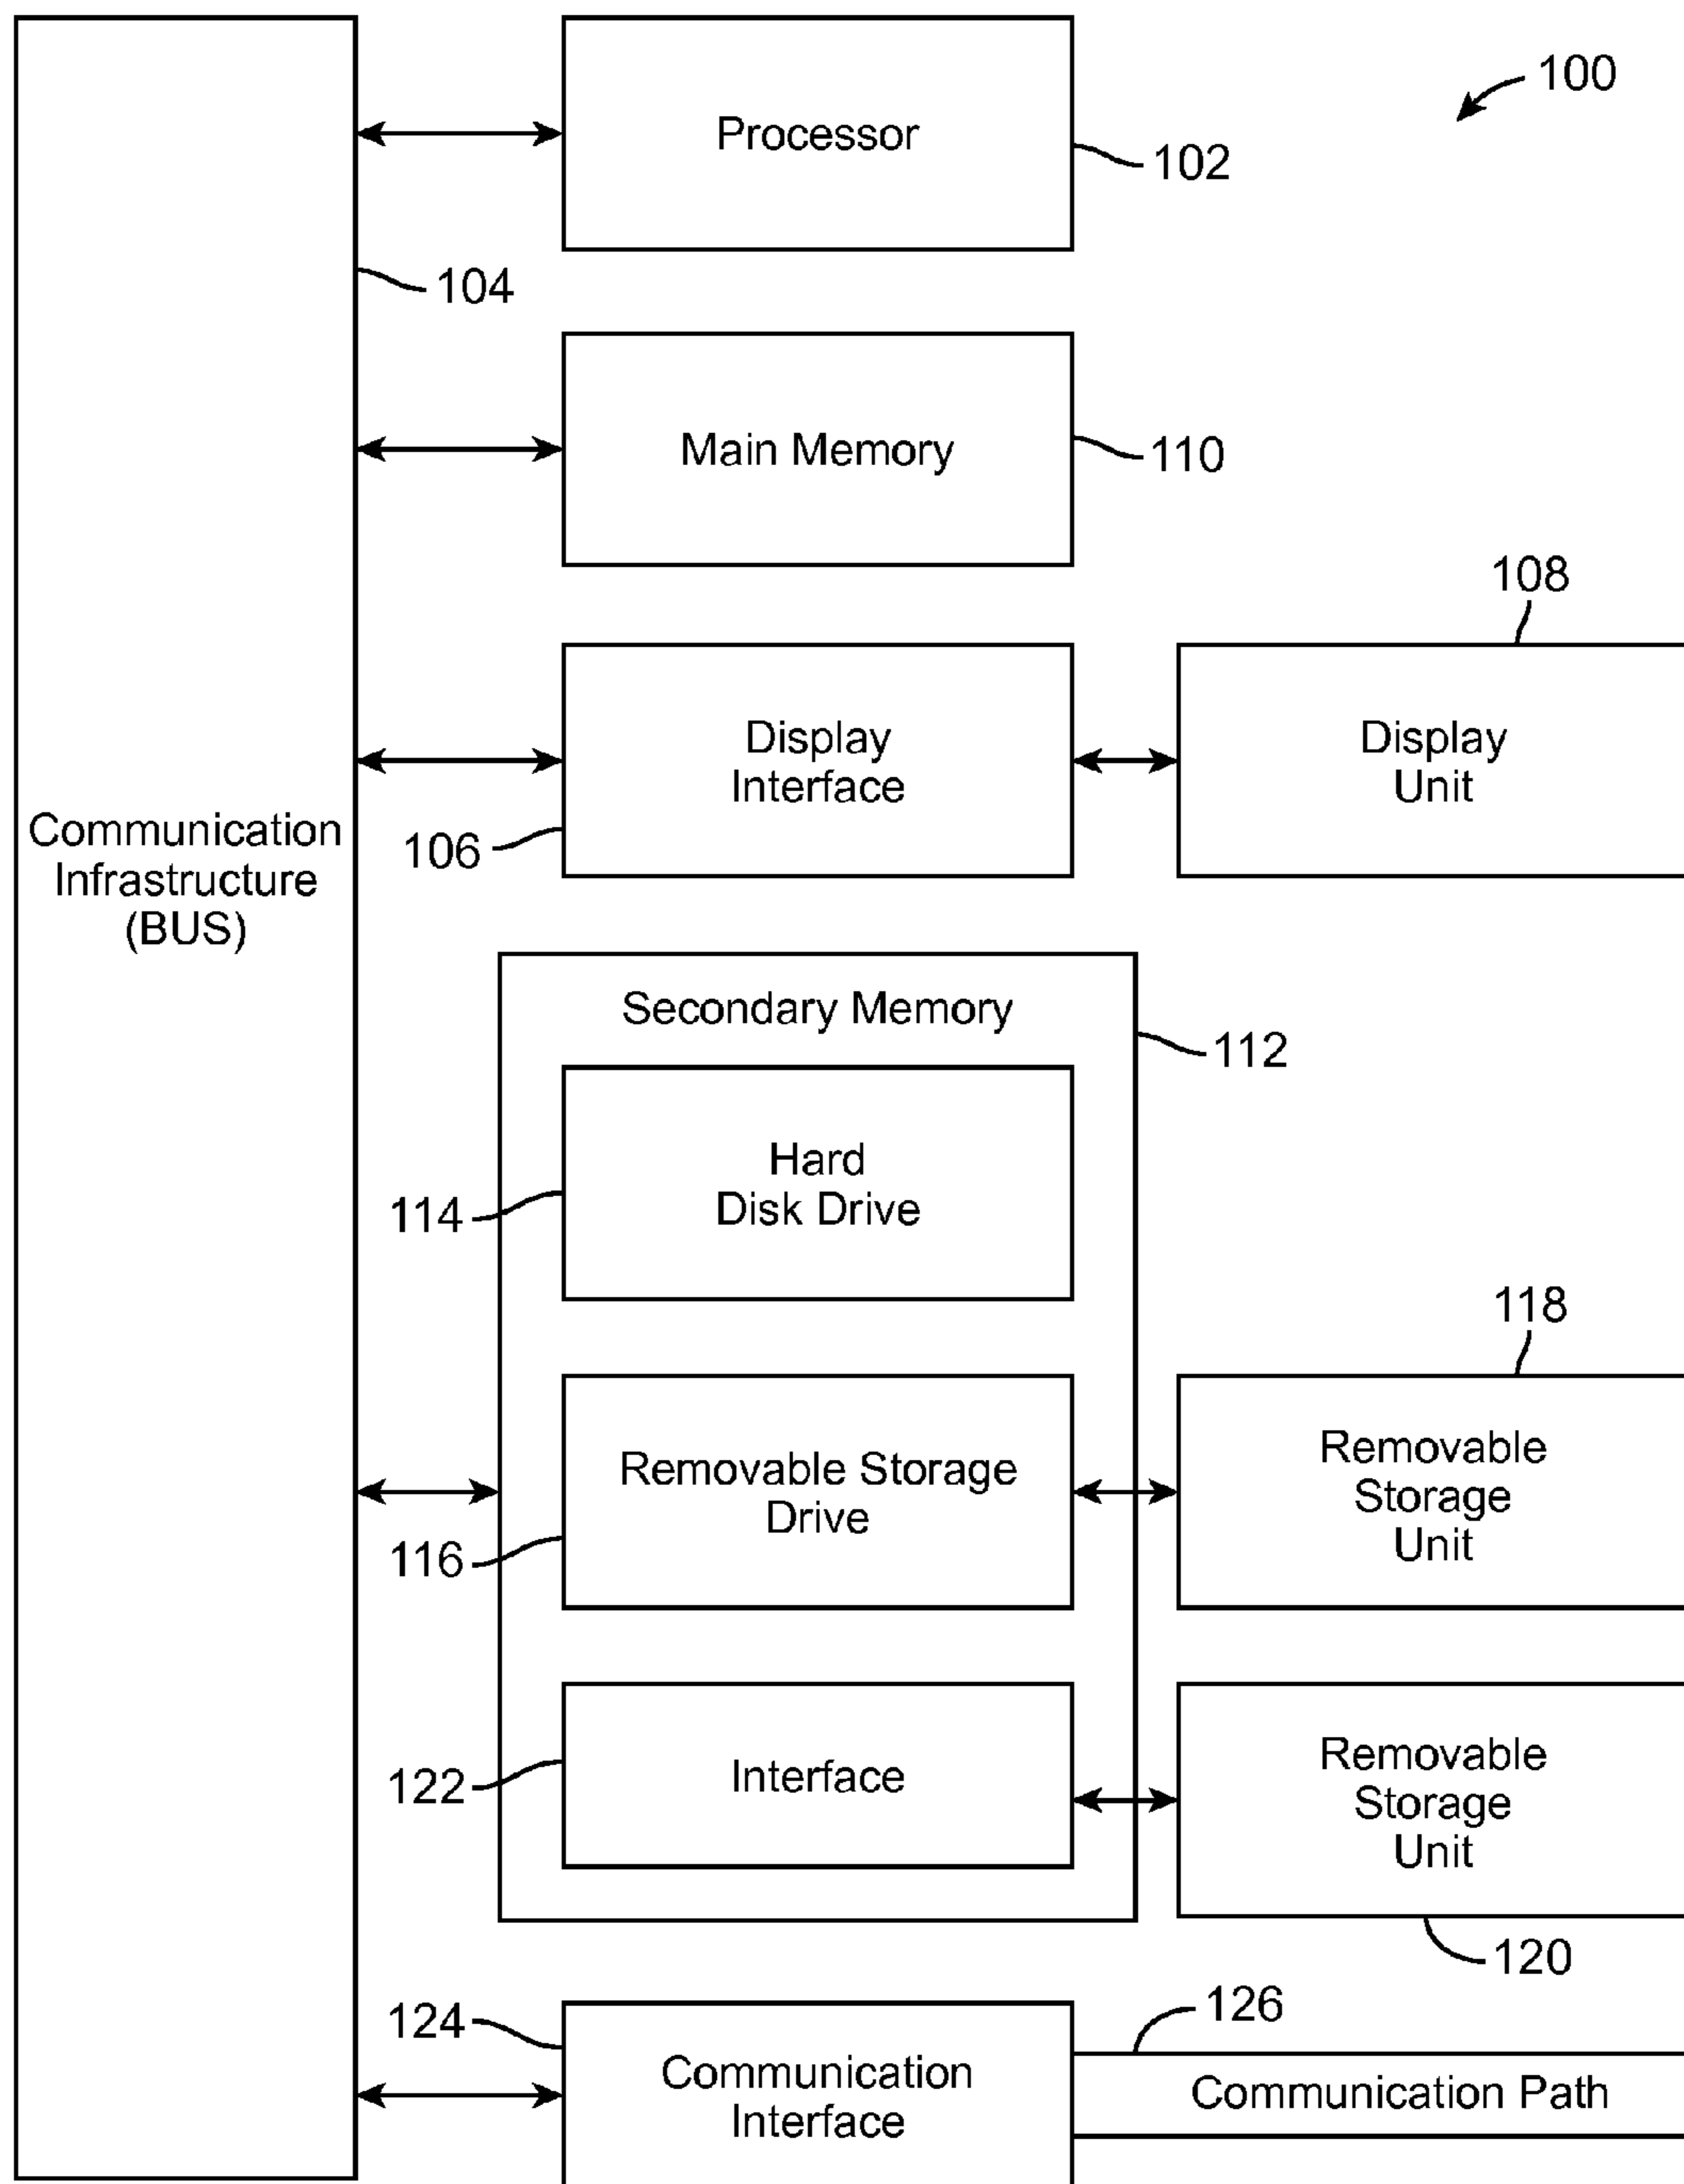 100
Processor
102
104
Main Memory
110
108
Display
Interface
106
Display
Unit
Communication
Infrastructure
(BUS)
Secondary Memory
112
Hard
Disk Drive
114
118
Removable Storage
Drive
116
Removable
Storage
Unit
Interface
122
Removable
Storage
Unit
120
124
126
Communication
Interface
Communication Path